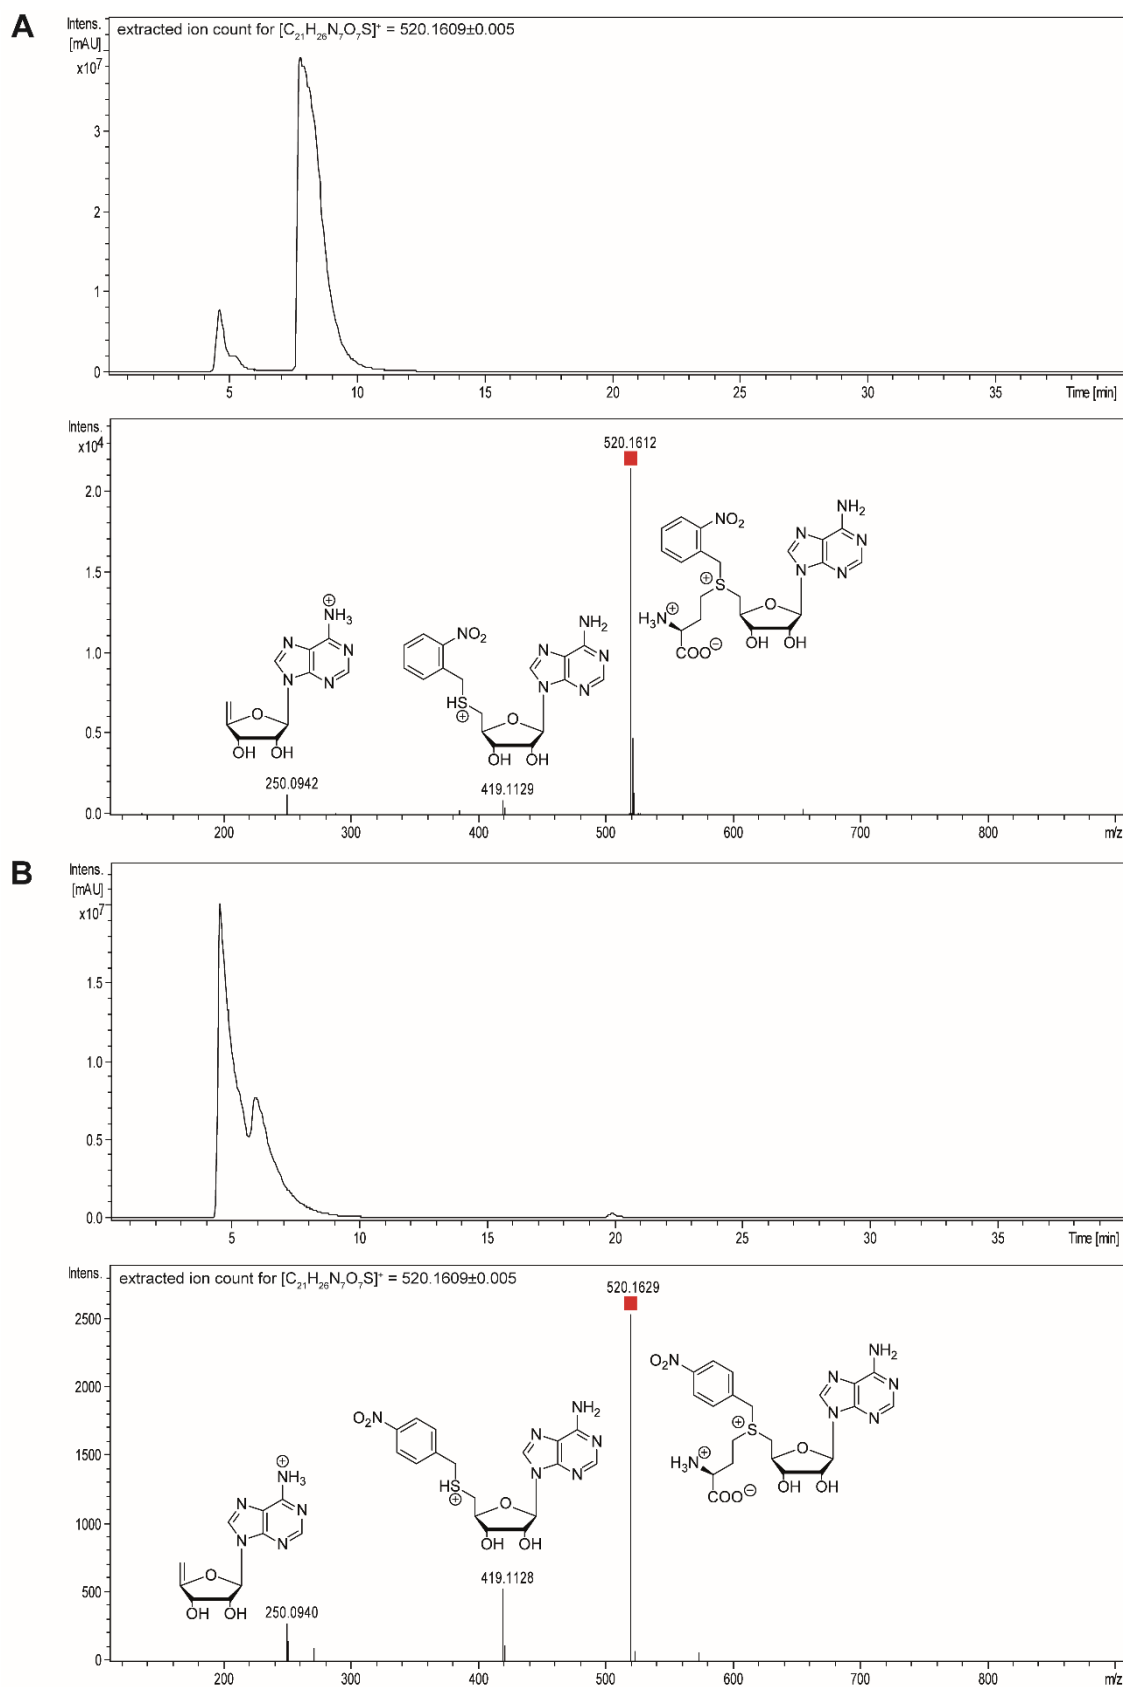 A
Intens.
[mAU]
x10⁷
extracted ion count for [C₂₁H₂₆N₇O₇S]⁺ = 520.1609±0.005
3
2
1
0
5 10 15 20 25 30 35 Time [min]
Intens.
x10⁴
520.1612
2.0
1.5
1.0
0.5
0.0
NO₂
NH₂
N
N
N
N
S
⊕
O
H₃N
⊕
COO
⊖
OH
OH
NO₂
NH₂
N
N
N
N
HS
⊕
O
OH
OH
419.1129
⊕
NH₃
N
N
N
N
O
OH
OH
250.0942
200 300 400 500 600 700 800 m/z
B
Intens.
[mAU]
x10⁷
1.5
1.0
0.5
0.0
5 10 15 20 25 30 35 Time [min]
Intens.
extracted ion count for [C₂₁H₂₆N₇O₇S]⁺ = 520.1609±0.005
520.1629
2500
2000
1500
1000
500
0
O₂N
NH₂
N
N
N
N
S
⊕
O
H₃N
⊕
COO
⊖
OH
OH
O₂N
NH₂
N
N
N
N
HS
⊕
O
OH
OH
419.1128
⊕
NH₃
N
N
N
N
O
OH
OH
250.0940
200 300 400 500 600 700 800 m/z